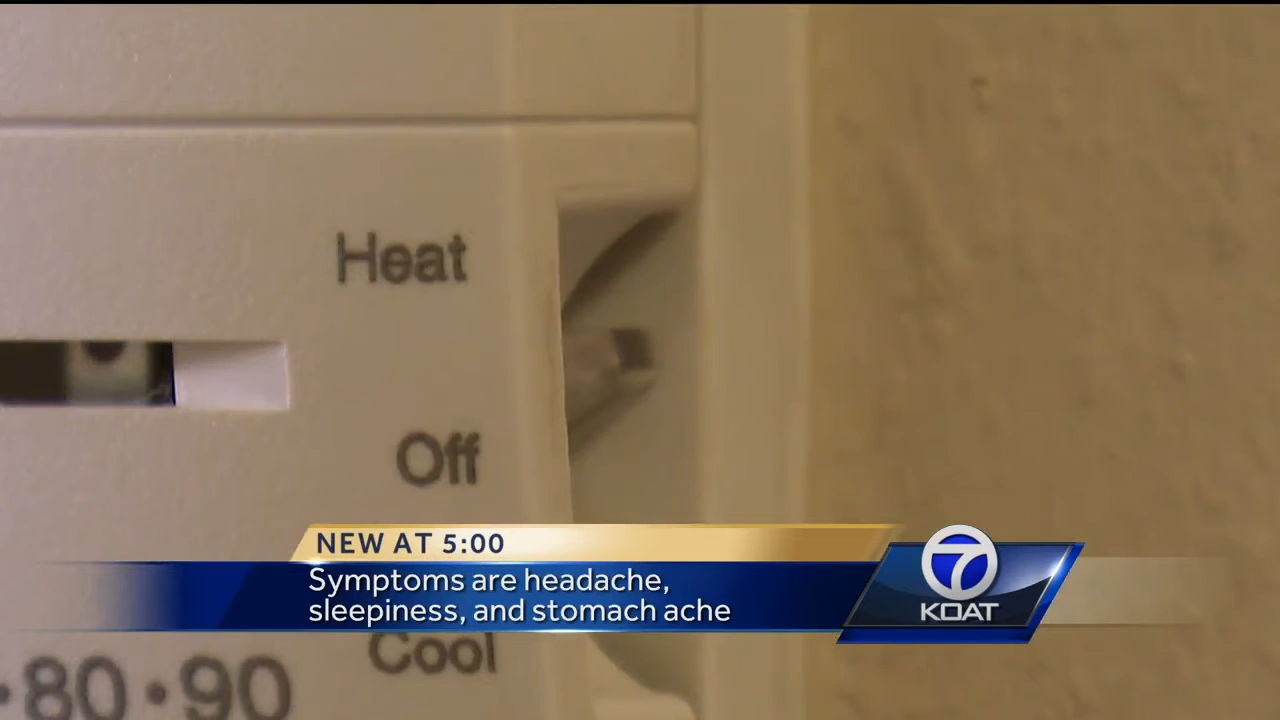 Heat
Off
NEW AT 5:00
Symptoms are headache,
sleepiness, and stomach ache
7
KOAT
Cool
•80•90